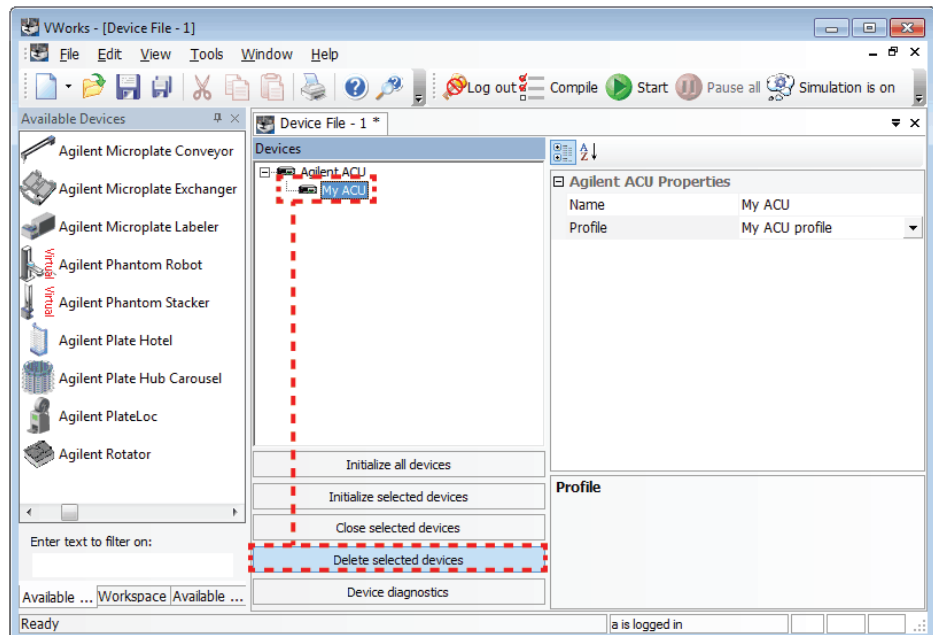 VWorks - [Device File - 1]
File Edit View Tools Window Help
Log out Compile Start Pause all Simulation is on
Available Devices
Agilent Microplate Conveyor
Agilent Microplate Exchanger
Agilent Microplate Labeler
Virtual
Agilent Phantom Robot
Virtual
Agilent Phantom Stacker
Agilent Plate Hotel
Agilent Plate Hub Carousel
Agilent PlateLoc
Agilent Rotator
Enter text to filter on:
Available ... Workspace Available ...
Device File - 1 *
Devices
Agilent ACU
My ACU
Initialize all devices
Initialize selected devices
Close selected devices
Delete selected devices
Device diagnostics
A Z
Agilent ACU Properties
Name My ACU
Profile My ACU profile
Profile
Ready
a is logged in